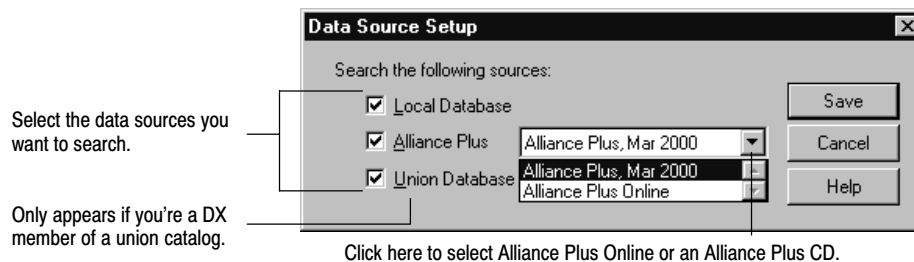 Data Source Setup
Search the following sources:
Select the data sources you
want to search.
Local Database
Save
Alliance Plus
Alliance Plus, Mar 2000
Cancel
Union Database
Alliance Plus, Mar 2000
Alliance Plus Online
Help
Only appears if you're a DX
member of a union catalog.
Click here to select Alliance Plus Online or an Alliance Plus CD.